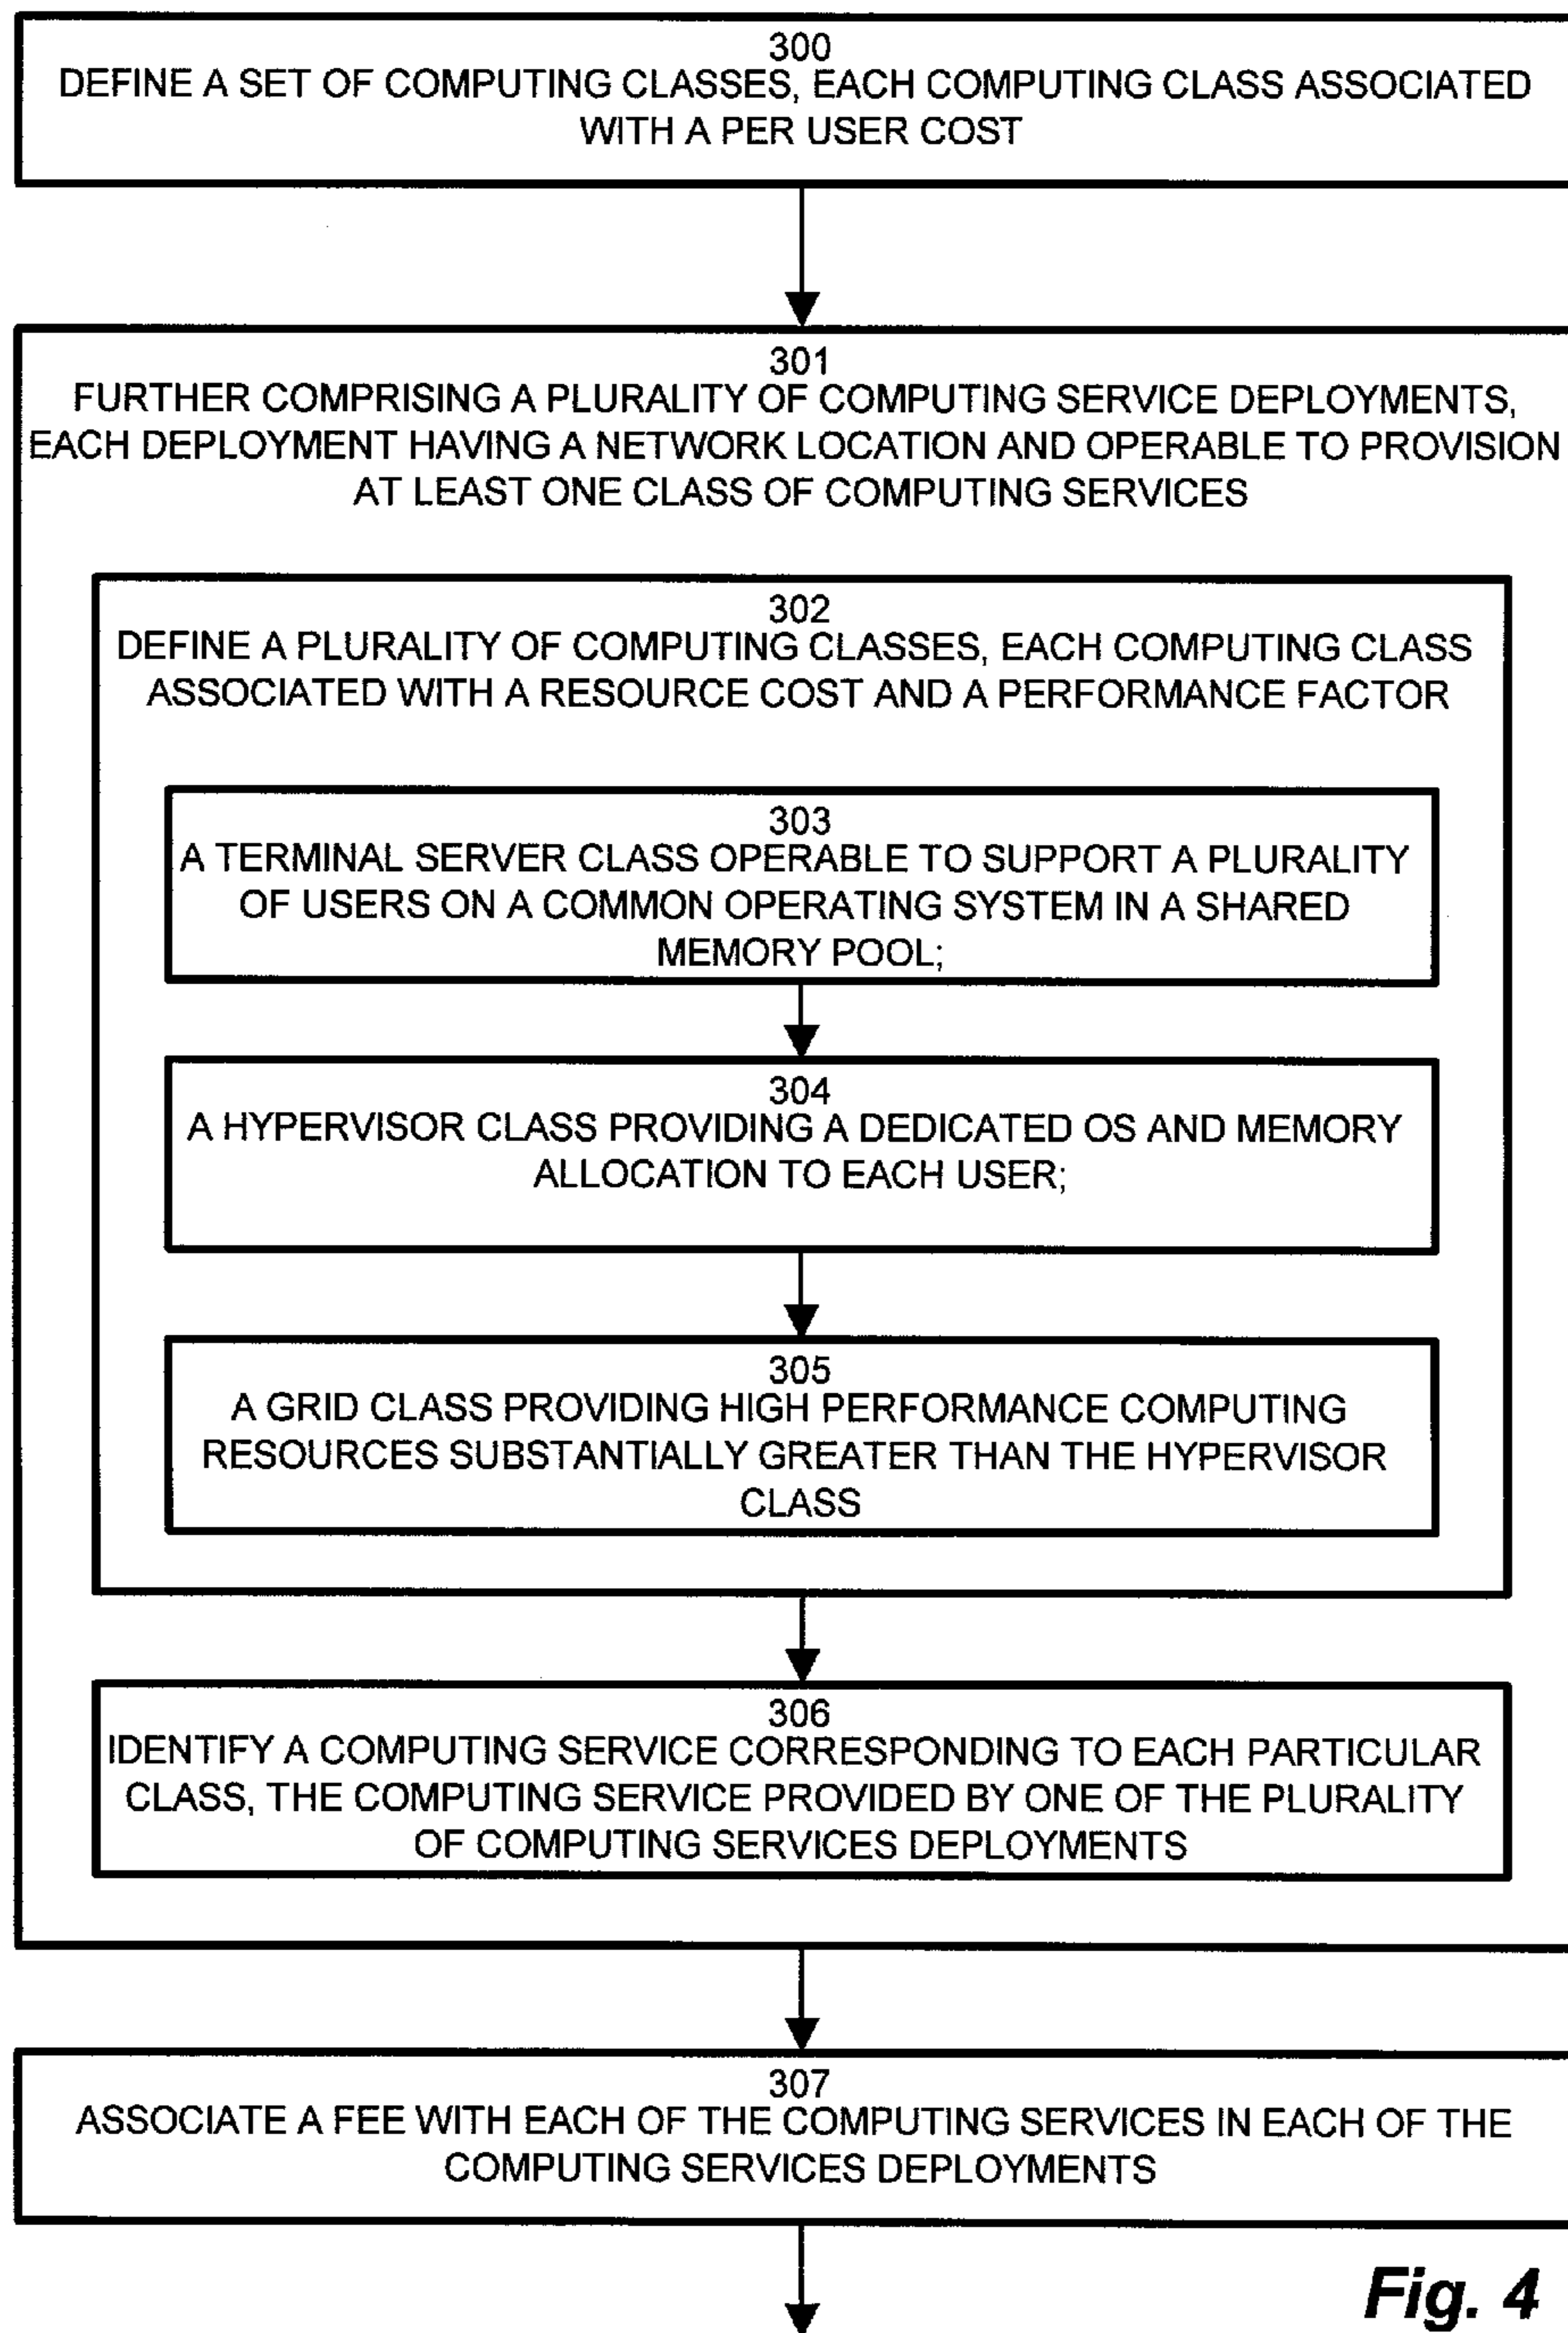 300
DEFINE A SET OF COMPUTING CLASSES, EACH COMPUTING CLASS ASSOCIATED
WITH A PER USER COST
301
FURTHER COMPRISING A PLURALITY OF COMPUTING SERVICE DEPLOYMENTS,
EACH DEPLOYMENT HAVING A NETWORK LOCATION AND OPERABLE TO PROVISION
AT LEAST ONE CLASS OF COMPUTING SERVICES
302
DEFINE A PLURALITY OF COMPUTING CLASSES, EACH COMPUTING CLASS
ASSOCIATED WITH A RESOURCE COST AND A PERFORMANCE FACTOR
303
A TERMINAL SERVER CLASS OPERABLE TO SUPPORT A PLURALITY
OF USERS ON A COMMON OPERATING SYSTEM IN A SHARED
MEMORY POOL;
304
A HYPERVISOR CLASS PROVIDING A DEDICATED OS AND MEMORY
ALLOCATION TO EACH USER;
305
A GRID CLASS PROVIDING HIGH PERFORMANCE COMPUTING
RESOURCES SUBSTANTIALLY GREATER THAN THE HYPERVISOR
CLASS
306
IDENTIFY A COMPUTING SERVICE CORRESPONDING TO EACH PARTICULAR
CLASS, THE COMPUTING SERVICE PROVIDED BY ONE OF THE PLURALITY
OF COMPUTING SERVICES DEPLOYMENTS
307
ASSOCIATE A FEE WITH EACH OF THE COMPUTING SERVICES IN EACH OF THE
COMPUTING SERVICES DEPLOYMENTS
Fig. 4